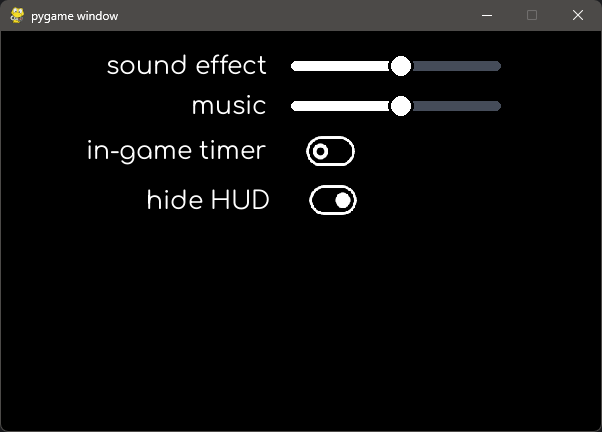 pygame window
sound effect
music
in-game timer
hide HUD